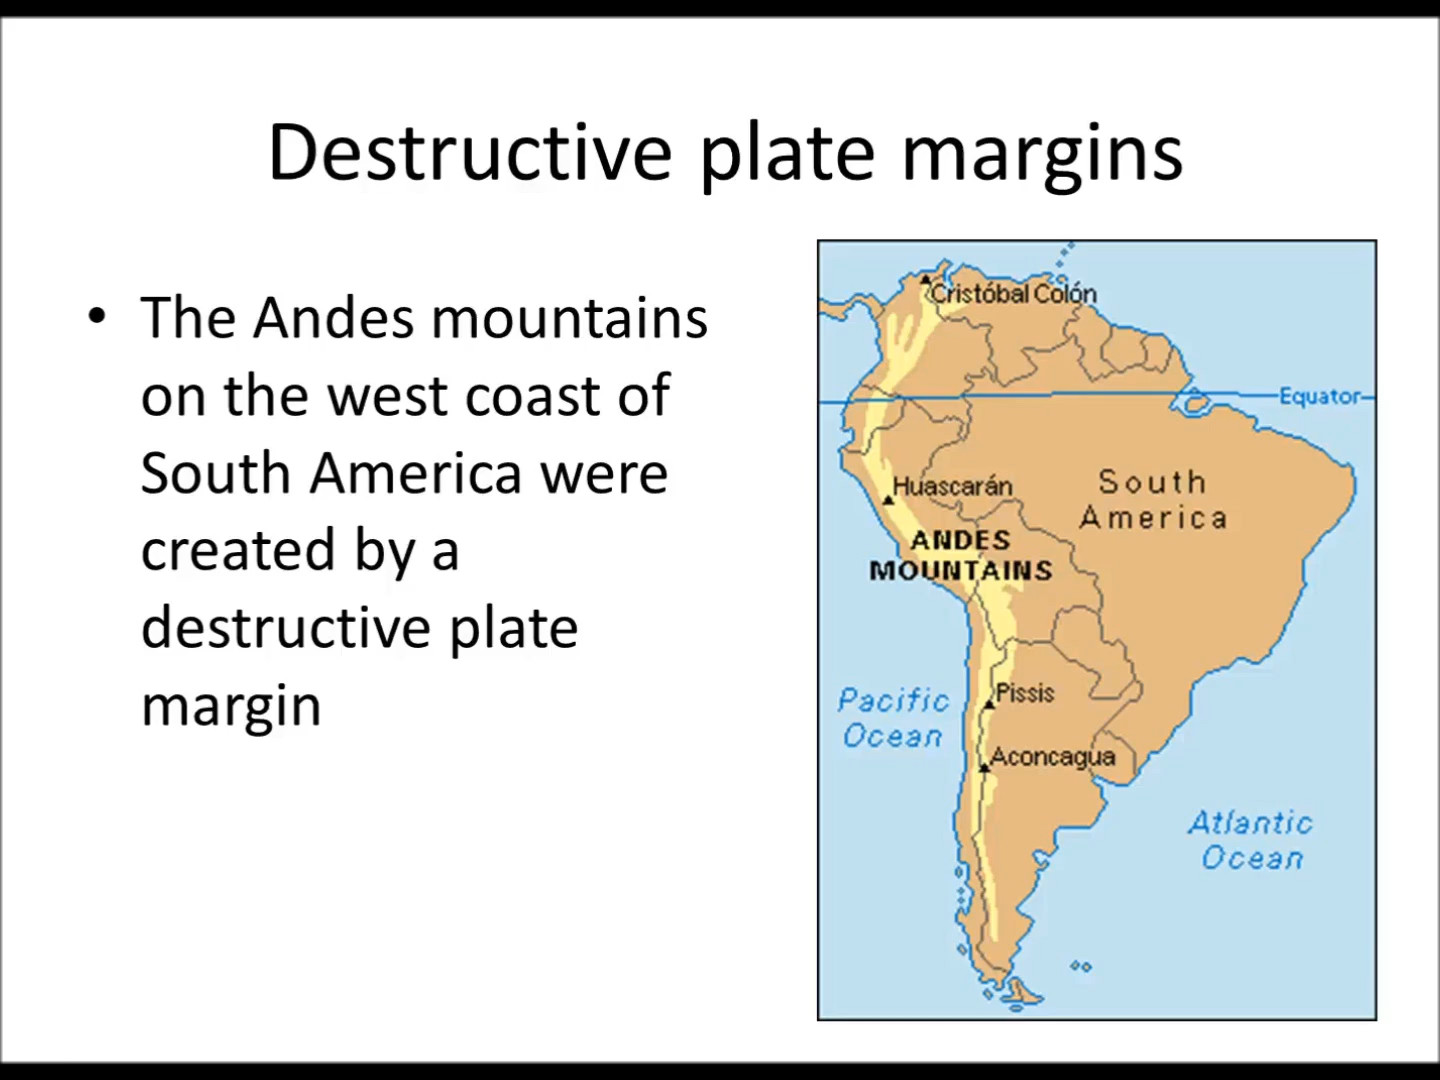 Destructive plate margins
• The Andes mountains
on the west coast of
South America were
created by a
destructive plate
margin
Cristóbal Colón
Equator
Huascarán
South
America
ANDES
MOUNTAINS
Pissis
Pacific
Ocean
Aconcagua
Atlantic
Ocean